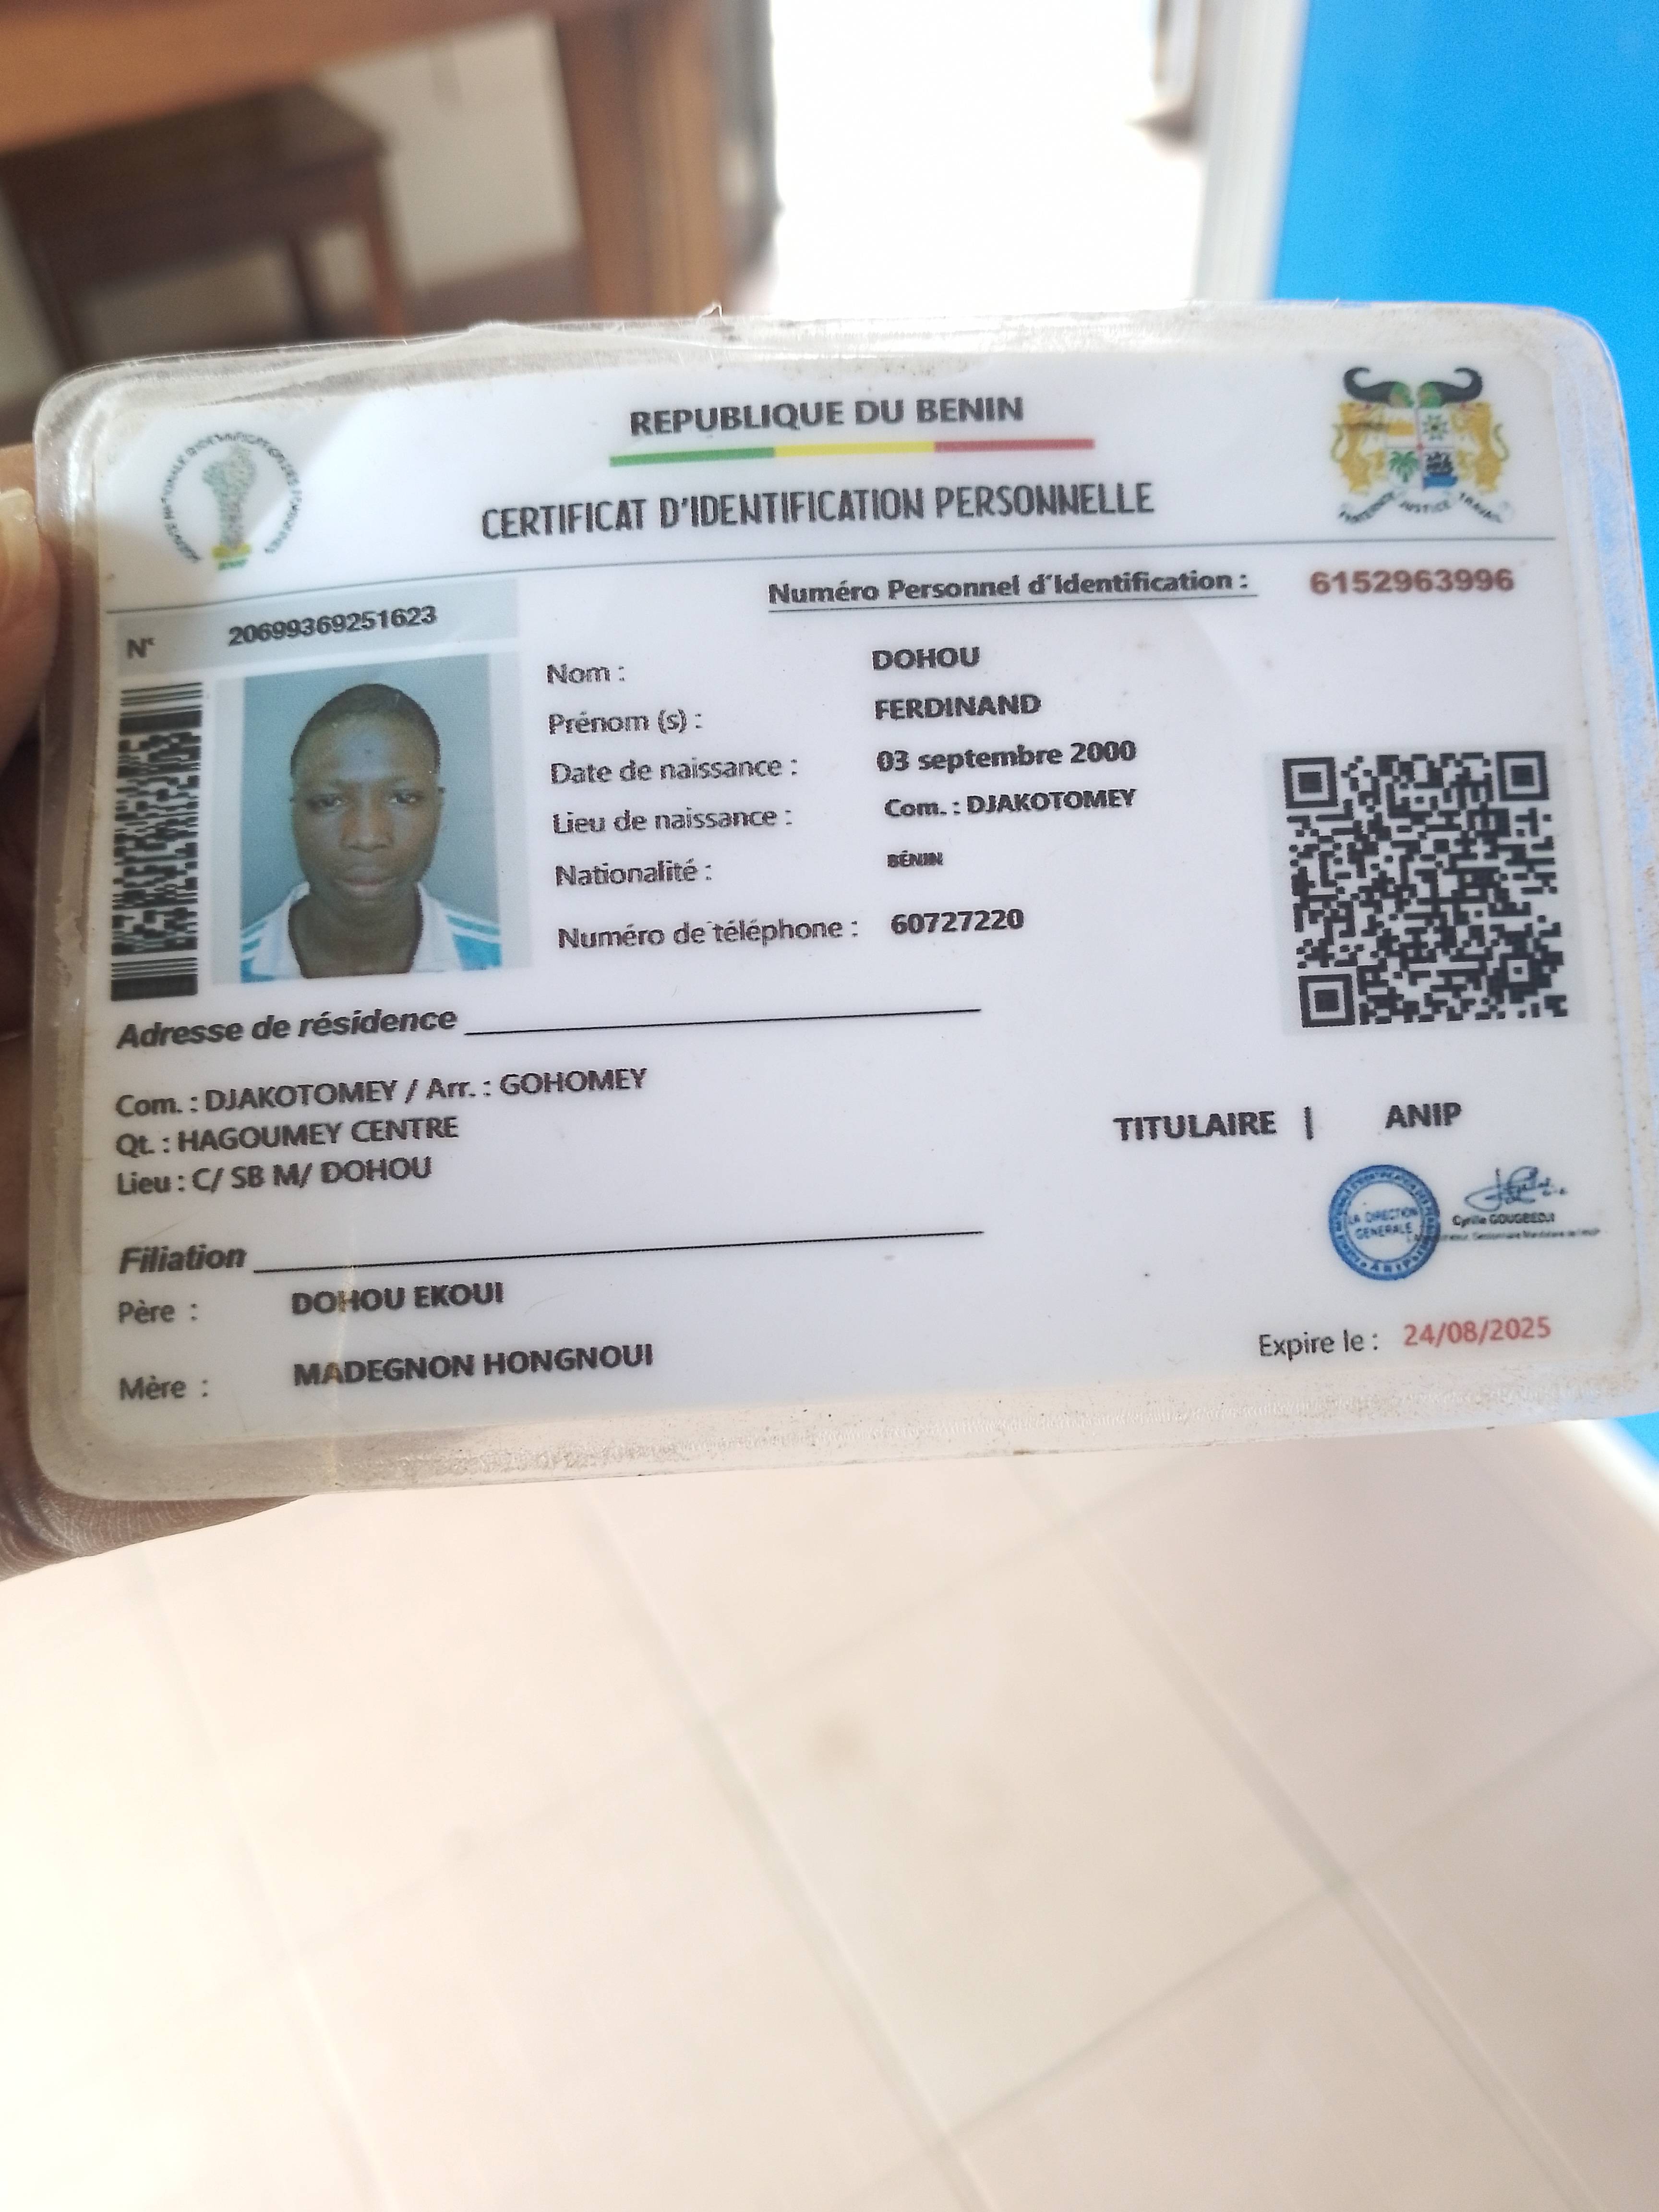 REPUBLIQUE DU BENIN
CERTIFICAT D'IDENTIFICATION PERSONNELLE
ANIP
FRATERNITE JUSTICE TRAVAIL
Numéro Personnel d'Identification : 6152963996
N° 20699369251623
Nom : DOHOU
Prénom (s) : FERDINAND
Date de naissance : 03 septembre 2000
Lieu de naissance : Com. : DJAKOTOMEY
Nationalité : BÉNIN
Numéro de téléphone : 60727220
Adresse de résidence
Com. : DJAKOTOMEY / Arr. : GOHOMEY
Qt. : HAGOUMEY CENTRE
Lieu : C/ SB M/ DOHOU
TITULAIRE | ANIP
LA DIRECTION
GENERALE
Cyrille GOUGBEDJI
Filiation
Père : DOHOU EKOUI
Mère : MADEGNON HONGNOUI
Expire le : 24/08/2025